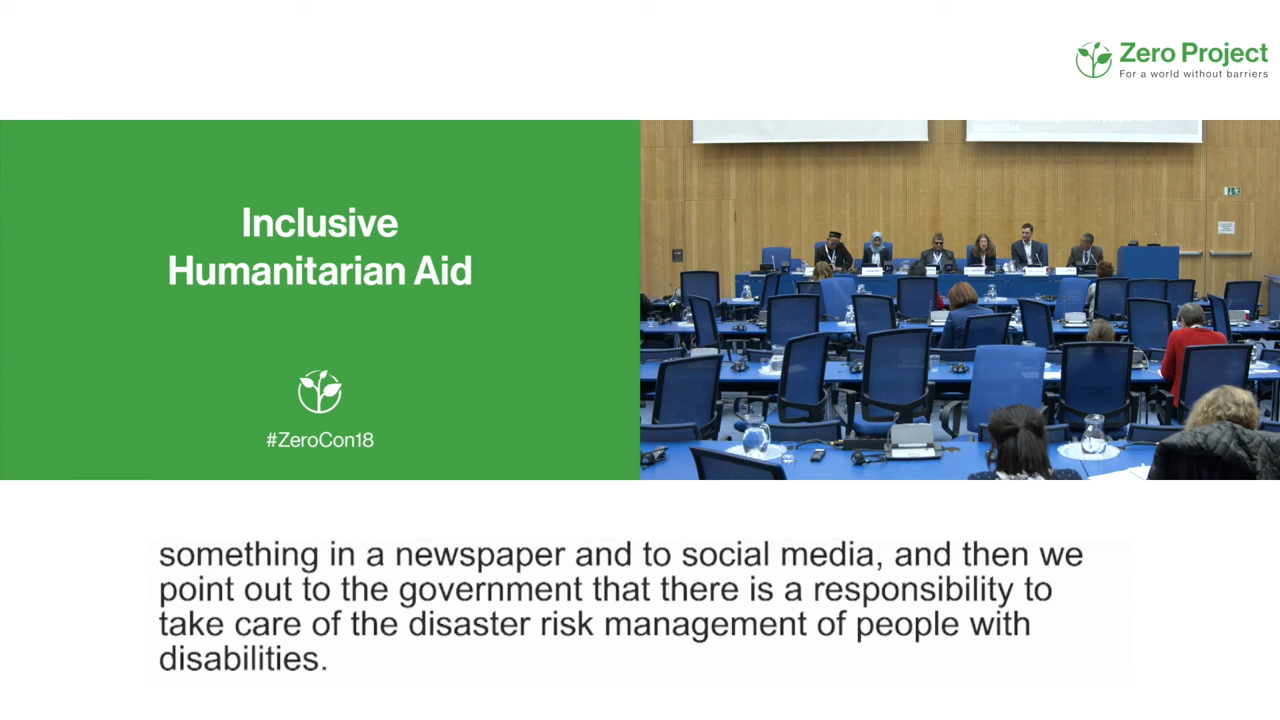 Zero Project
For a world without barriers
Inclusive
Humanitarian Aid
#ZeroCon18
something in a newspaper and to social media, and then we
point out to the government that there is a responsibility to
take care of the disaster risk management of people with
disabilities.